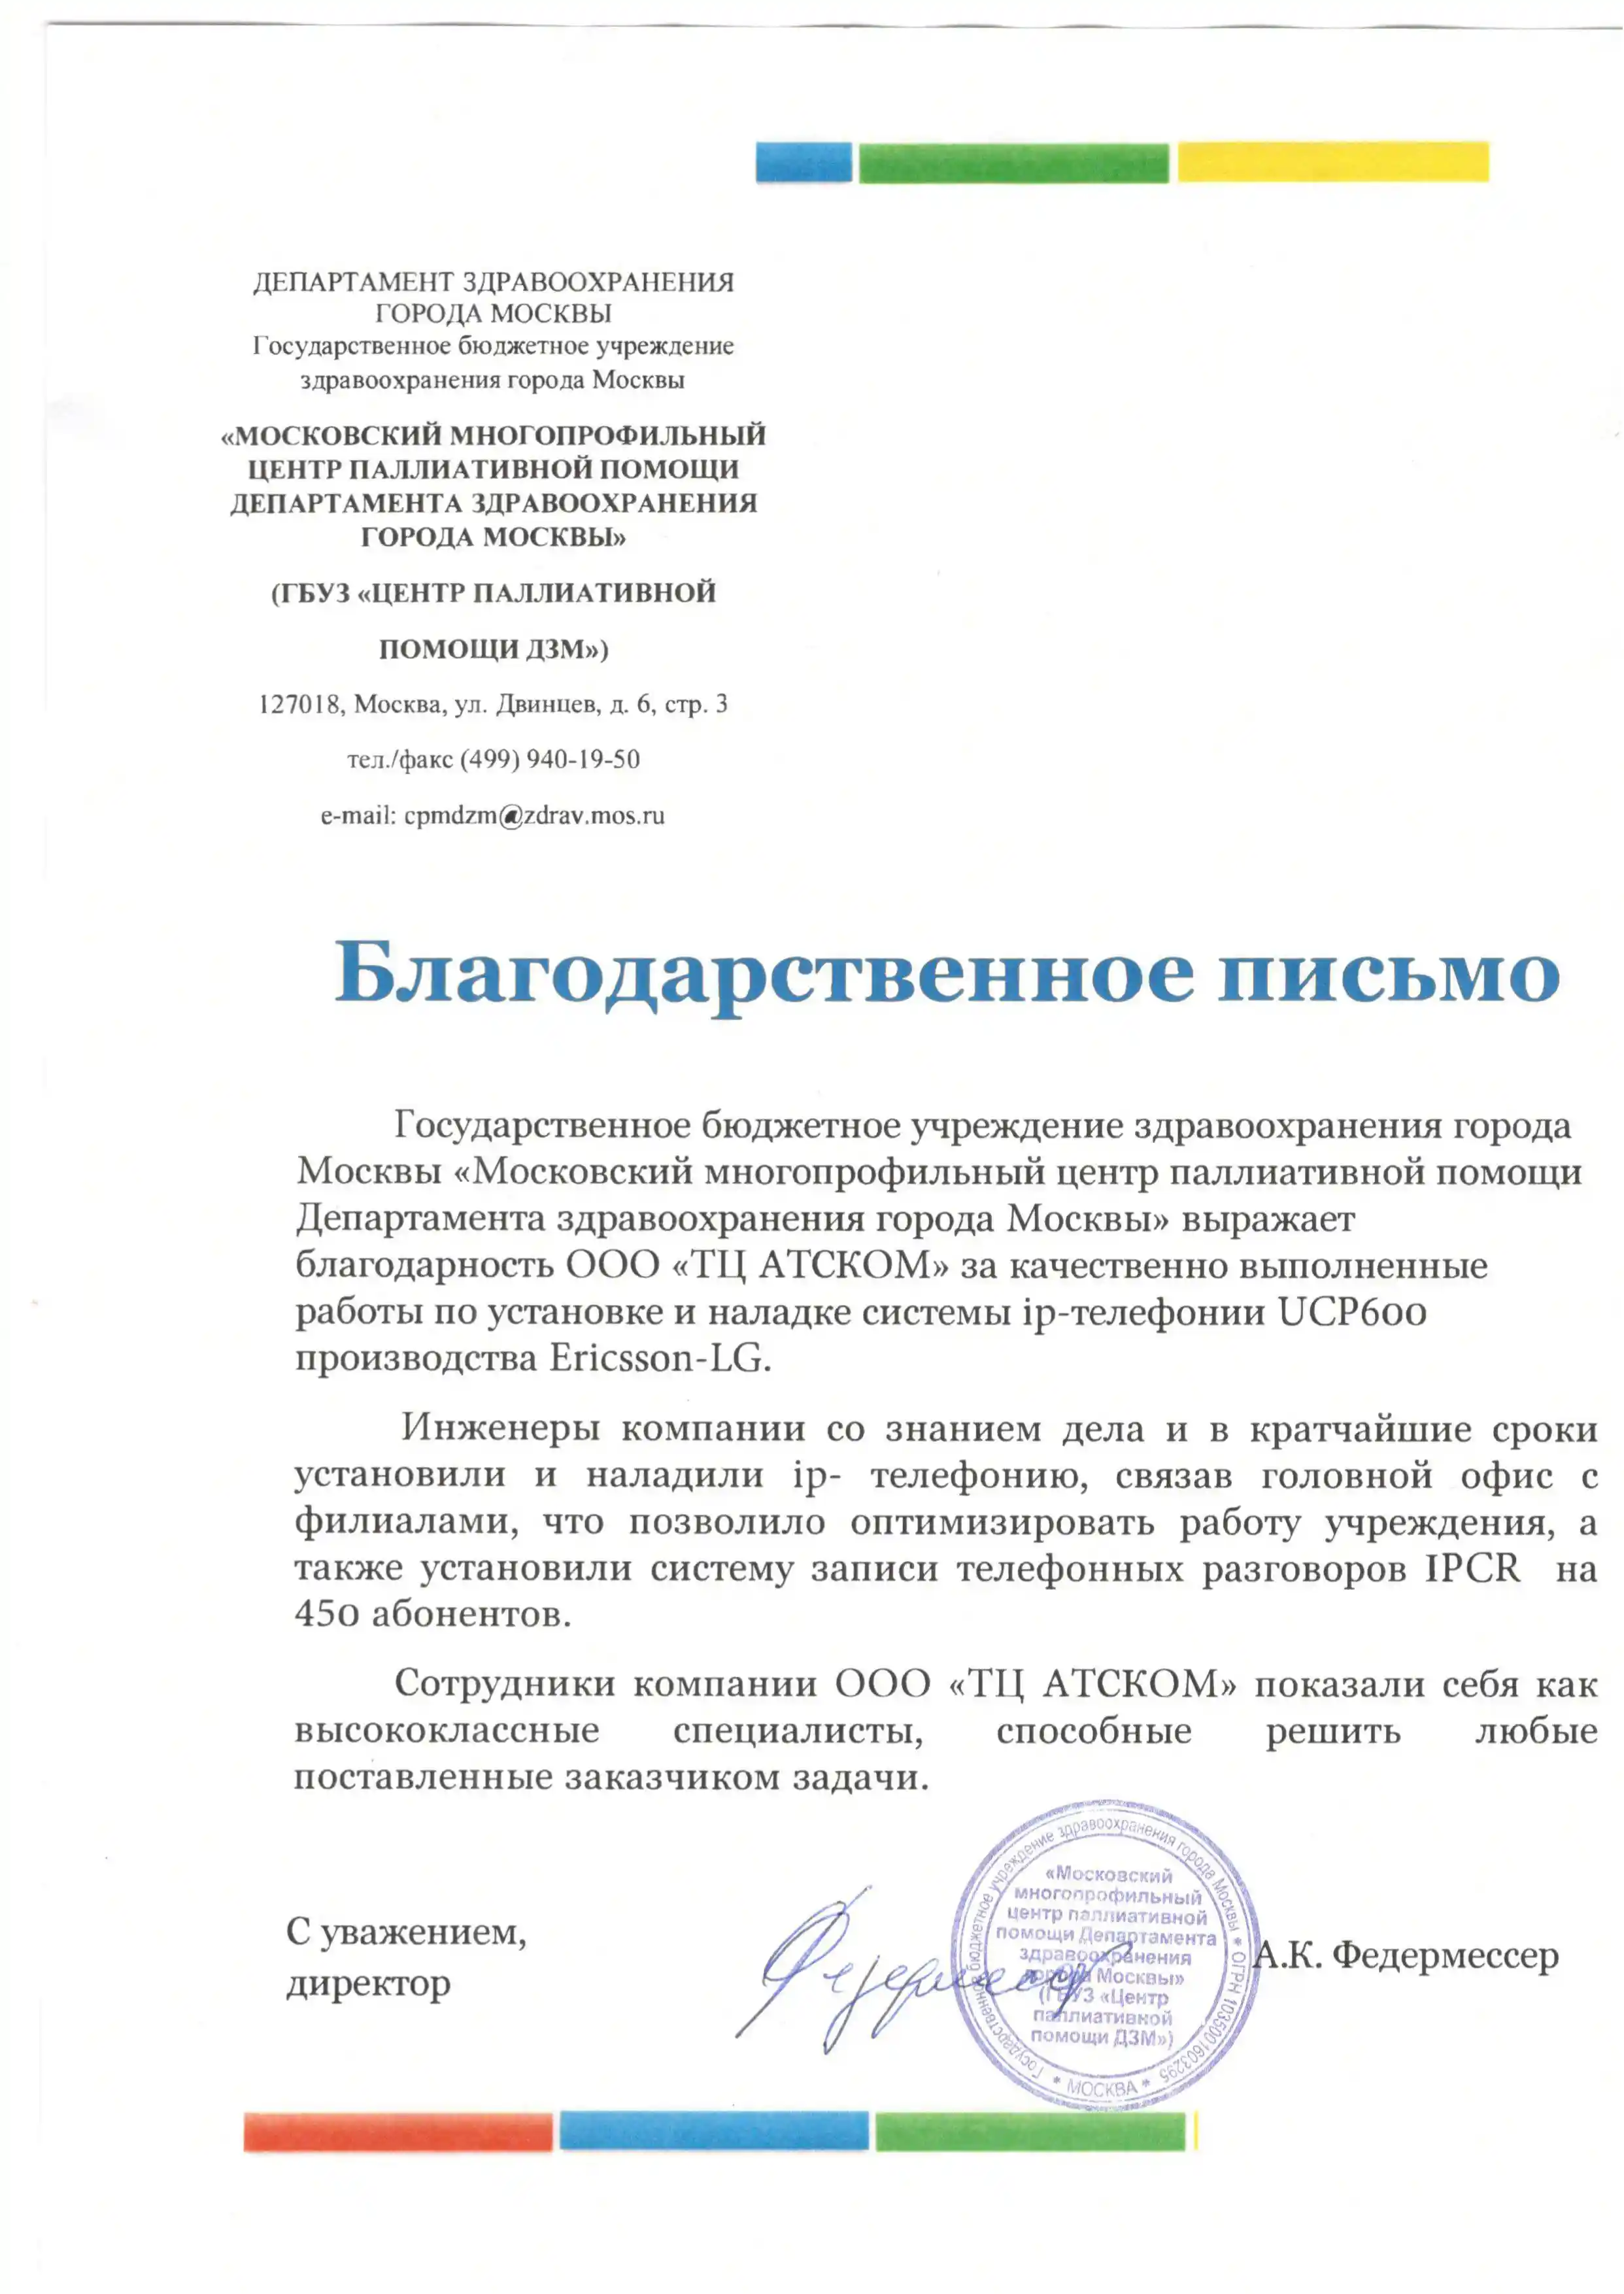 ДЕПАРТАМЕНТ ЗДРАВООХРАНЕНИЯ
ГОРОДА МОСКВЫ
Государственное бюджетное учреждение
здравоохранения города Москвы
«МОСКОВСКИЙ МНОГОПРОФИЛЬНЫЙ
ЦЕНТР ПАЛЛИАТИВНОЙ ПОМОЩИ
ДЕПАРТАМЕНТА ЗДРАВООХРАНЕНИЯ
ГОРОДА МОСКВЫ»
(ГБУЗ «ЦЕНТР ПАЛЛИАТИВНОЙ
ПОМОЩИ ДЗМ»)
127018, Москва, ул. Двинцев, д. 6, стр. 3
тел./факс (499) 940-19-50
e-mail: cpmdzm@zdrav.mos.ru
Благодарственное письмо
Государственное бюджетное учреждение здравоохранения города
Москвы «Московский многопрофильный центр паллиативной помощи
Департамента здравоохранения города Москвы» выражает
благодарность ООО «ТЦ АТСКОМ» за качественно выполненные
работы по установке и наладке системы ip-телефонии UCP600
производства Ericsson-LG.
Инженеры компании со знанием дела и в кратчайшие сроки
установили и наладили ip- телефонию, связав головной офис с
филиалами, что позволило оптимизировать работу учреждения, а
также установили систему записи телефонных разговоров IPCR на
450 абонентов.
Сотрудники компании ООО «ТЦ АТСКОМ» показали себя как
высококлассные специалисты, способные решить любые
поставленные заказчиком задачи.
С уважением,
директор
Федермессер
А.К. Федермессер
Государственное бюджетное учреждение здравоохранения города Москвы * ОГРН 1035001603295 * МОСКВА *
«Московский
многопрофильный
центр паллиативной
помощи Департамента
здравоохранения
города Москвы»
(ГБУЗ «Центр
паллиативной
помощи ДЗМ»)